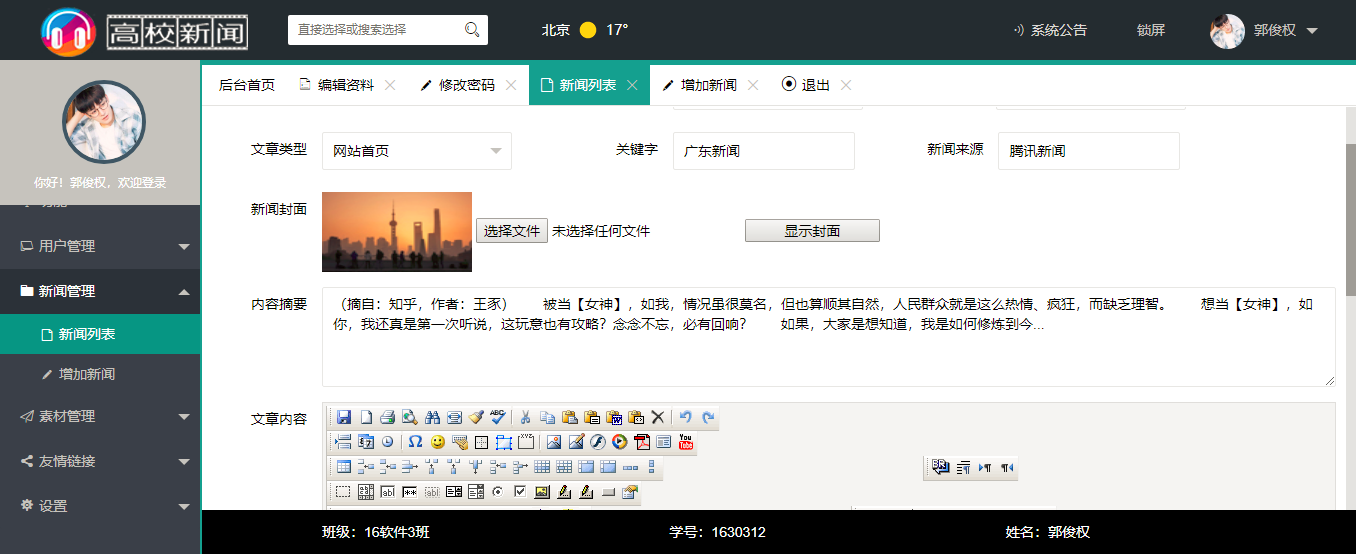 高校新闻
直接选择或搜索选择
北京 17°
系统公告
锁屏
郭俊权
你好！郭俊权，欢迎登录
用户管理
新闻管理
新闻列表
增加新闻
素材管理
友情链接
设置
后台首页 编辑资料 修改密码 新闻列表 增加新闻 退出
文章类型 网站首页 关键字 广东新闻 新闻来源 腾讯新闻
新闻封面 选择文件 未选择任何文件 显示封面
内容摘要
（摘自：知乎，作者：王豖） 被当【女神】，如我，情况虽很莫名，但也算顺其自然，人民群众就是这么热情、疯狂，而缺乏理智。 想当【女神】，如
你，我还真是第一次听说，这玩意也有攻略？念念不忘，必有回响？ 如果，大家是想知道，我是如何修炼到今...
文章内容
班级：16软件3班 学号：1630312 姓名：郭俊权